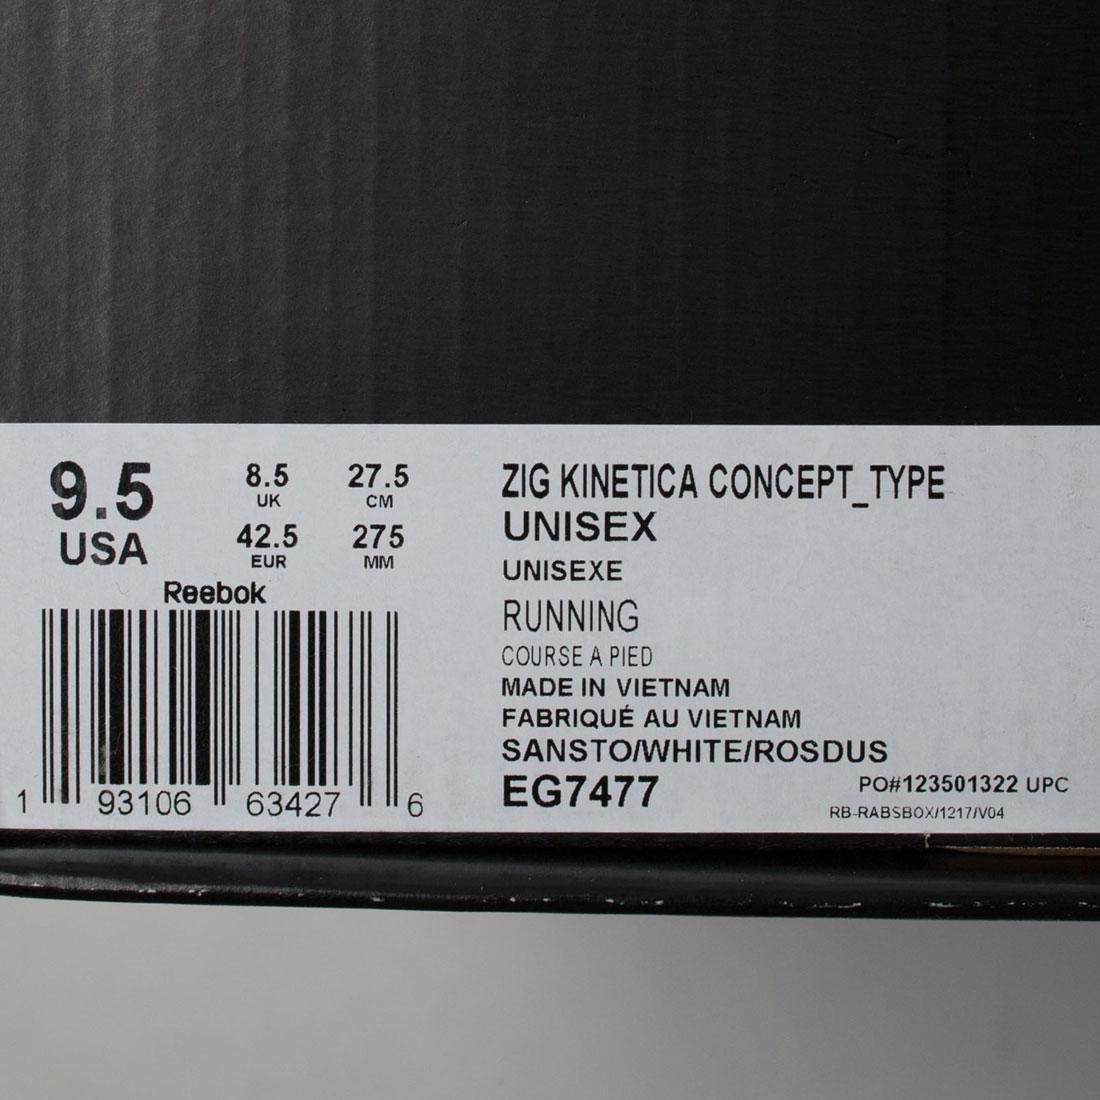 9.5
USA
8.5
UK
27.5
CM
42.5
EUR
275
MM
Reebok
1 93106 63427 6
ZIG KINETICA CONCEPT_TYPE
UNISEX
UNISEXE
RUNNING
COURSE A PIED
MADE IN VIETNAM
FABRIQUÉ AU VIETNAM
SANSTO/WHITE/ROSDUS
EG7477
PO#123501322 UPC
RB-RABSBOX/1217/V04